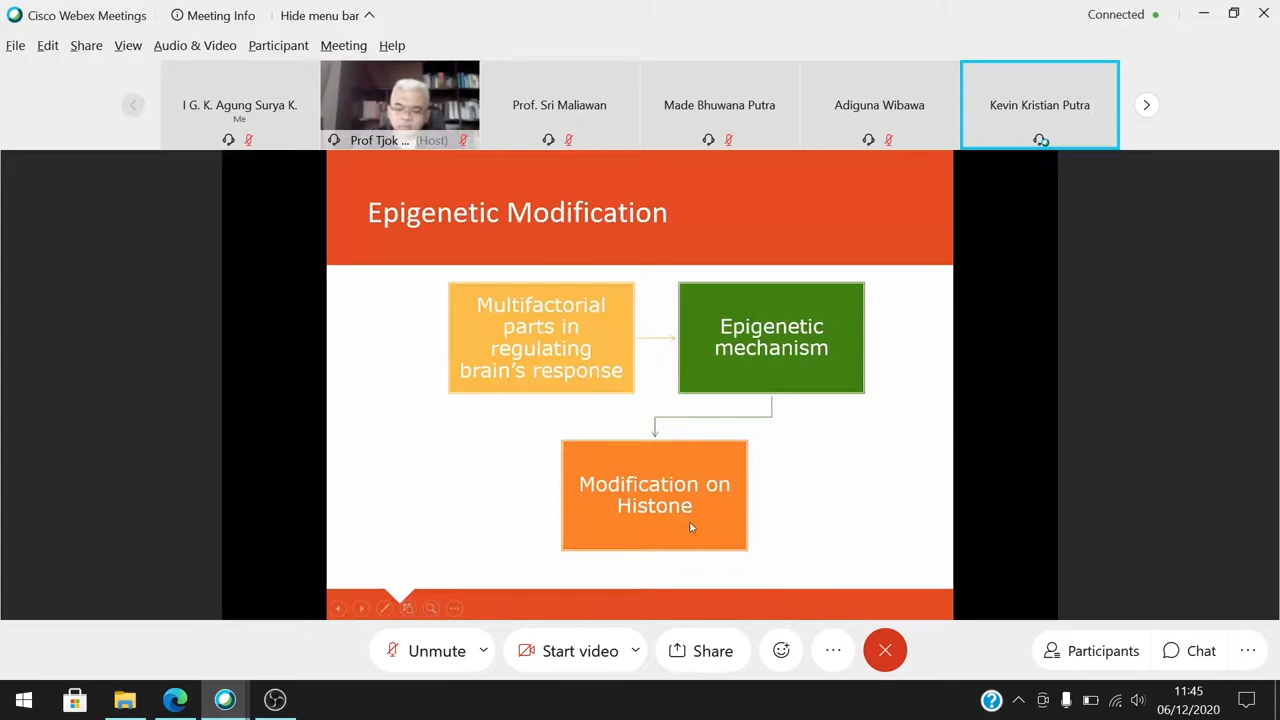 Cisco Webex Meetings
Meeting Info
Hide menu bar
Connected
File Edit Share View Audio & Video Participant Meeting Help
I G. K. Agung Surya K.
Me
Prof Tjok ... (Host)
Prof. Sri Maliawan
Made Bhuwana Putra
Adiguna Wibawa
Kevin Kristian Putra
Epigenetic Modification
Multifactorial
parts in
regulating
brain's response
Epigenetic
mechanism
Modification on
Histone
Unmute
Start video
Share
Participants
Chat
11:45
06/12/2020